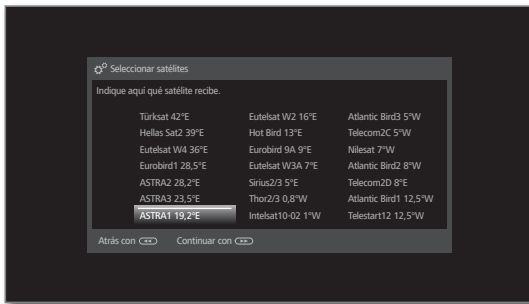 Seleccionar satélites
Indique aquí qué satélite recibe.
Türksat 42°E Eutelsat W2 16°E Atlantic Bird3 5°W
Hellas Sat2 39°E Hot Bird 13°E Telecom2C 5°W
Eutelsat W4 36°E Eurobird 9A 9°E Nilesat 7°W
Eurobird1 28,5°E Eutelsat W3A 7°E Atlantic Bird2 8°W
ASTRA2 28,2°E Sirius2/3 5°E Telecom2D 8°E
ASTRA3 23,5°E Thor2/3 0,8°W Atlantic Bird1 12,5°W
ASTRA1 19,2°E Intelsat10-02 1°W Telestart12 12,5°W
Atrás con Continuar con